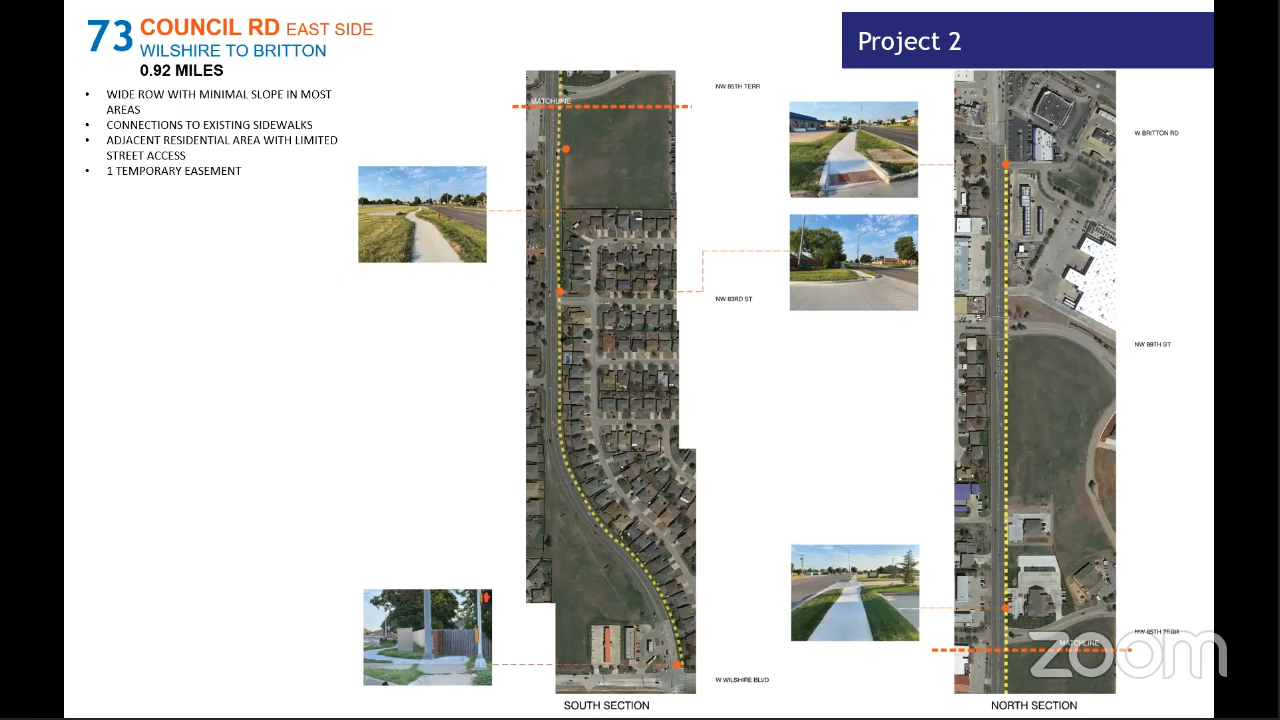 73 COUNCIL RD EAST SIDE
WILSHIRE TO BRITTON
0.92 MILES
• WIDE ROW WITH MINIMAL SLOPE IN MOST
AREAS
• CONNECTIONS TO EXISTING SIDEWALKS
• ADJACENT RESIDENTIAL AREA WITH LIMITED
STREET ACCESS
• 1 TEMPORARY EASEMENT
Project 2
MATCHLINE
NW 85TH TERR
NW 83RD ST
W WILSHIRE BLVD
SOUTH SECTION
W BRITTON RD
NW 89TH ST
NW 85TH TERR
MATCHLINE
NORTH SECTION
zoom